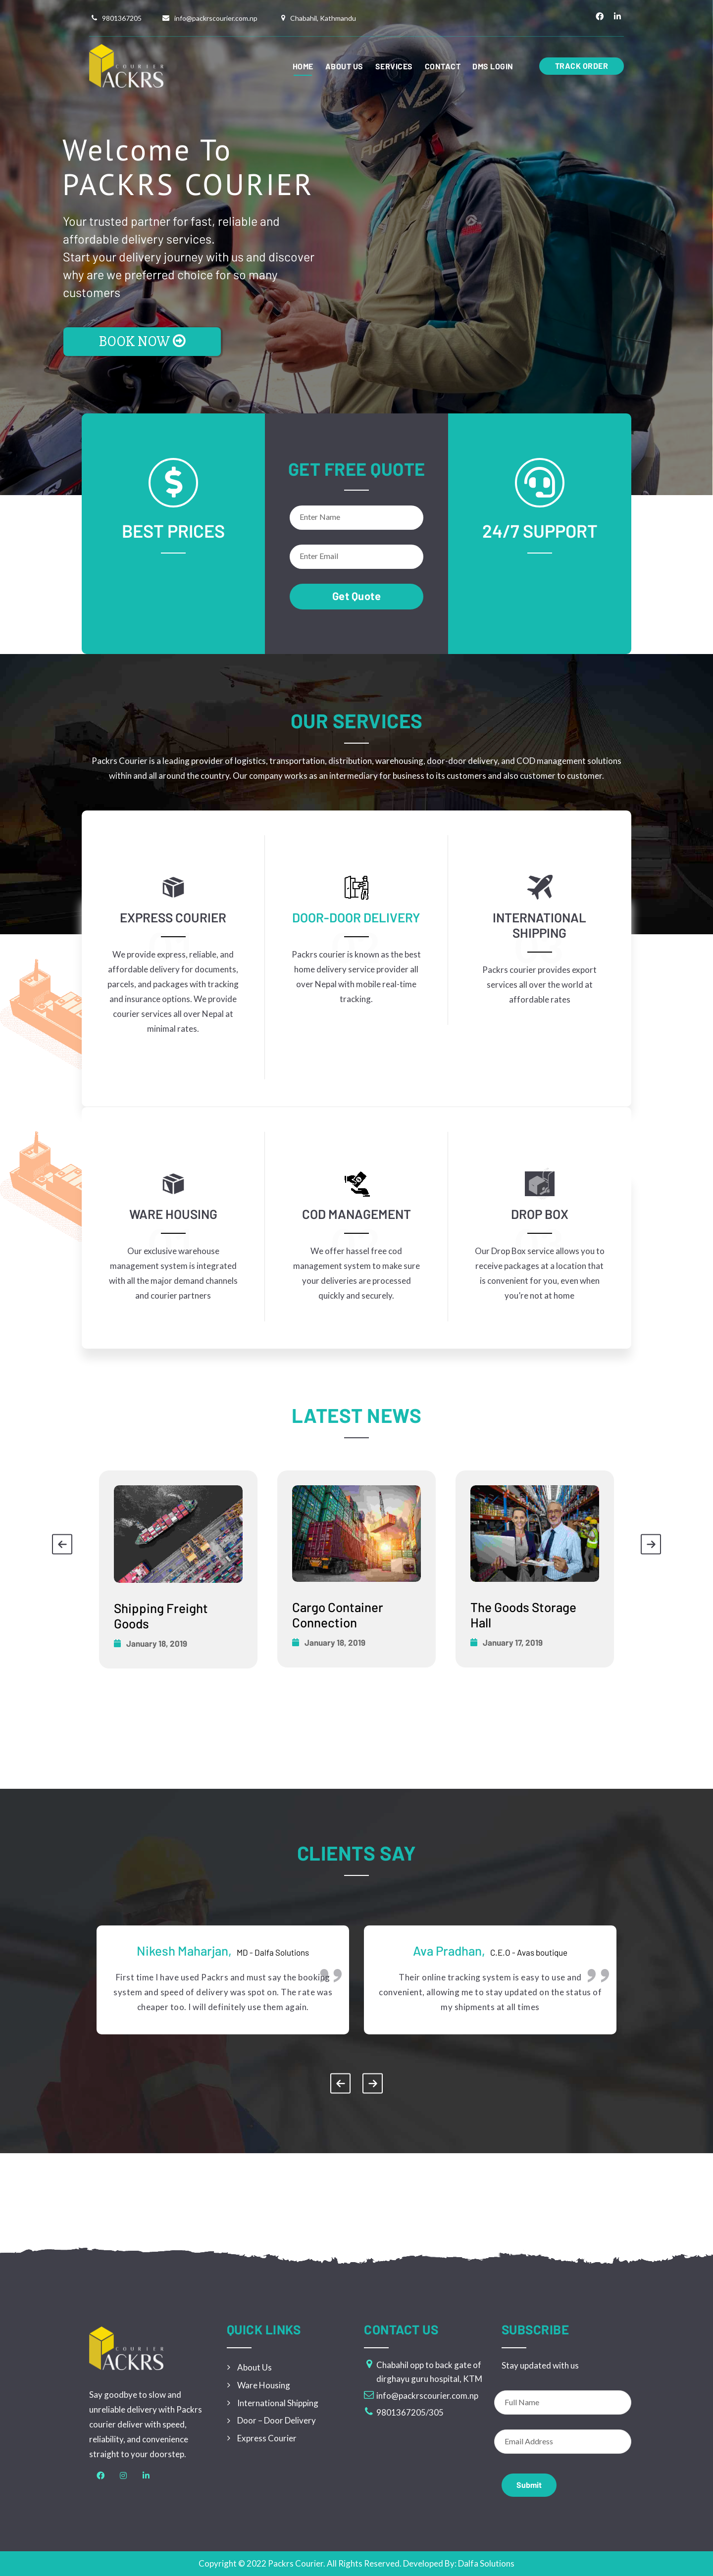 9801367205 info@packrscourier.com.np Chabahil, Kathmandu
COURIER
PACKRS
HOME ABOUT US SERVICES CONTACT DMS LOGIN TRACK ORDER
Adonis
Welcome To
PACKRS COURIER
Your trusted partner for fast, reliable and
affordable delivery services.
Start your delivery journey with us and discover
why are we preferred choice for so many
customers
BOOK NOW
BEST PRICES
GET FREE QUOTE
Enter Name
Enter Email
Get Quote
24/7 SUPPORT
OUR SERVICES
Packrs Courier is a leading provider of logistics, transportation, distribution, warehousing, door-door delivery, and COD management solutions
within and all around the country. Our company works as an intermediary for business to its customers and also customer to customer.
EXPRESS COURIER
We provide express, reliable, and
affordable delivery for documents,
parcels, and packages with tracking
and insurance options. We provide
courier services all over Nepal at
minimal rates.
DOOR-DOOR DELIVERY
Packrs courier is known as the best
home delivery service provider all
over Nepal with mobile real-time
tracking.
INTERNATIONAL
SHIPPING
Packrs courier provides export
services all over the world at
affordable rates
WARE HOUSING
Our exclusive warehouse
management system is integrated
with all the major demand channels
and courier partners
COD MANAGEMENT
We offer hassel free cod
management system to make sure
your deliveries are processed
quickly and securely.
DROP BOX
Our Drop Box service allows you to
receive packages at a location that
is convenient for you, even when
you're not at home
LATEST NEWS
Shipping Freight
Goods
January 18, 2019
Cargo Container
Connection
January 18, 2019
The Goods Storage
Hall
January 17, 2019
CLIENTS SAY
Nikesh Maharjan, MD - Dalfa Solutions
First time I have used Packrs and must say the booking
system and speed of delivery was spot on. The rate was
cheaper too. I will definitely use them again.
Ava Pradhan, C.E.O - Avas boutique
Their online tracking system is easy to use and
convenient, allowing me to stay updated on the status of
my shipments at all times
COURIER
PACKRS
Say goodbye to slow and
unreliable delivery with Packrs
courier deliver with speed,
reliability, and convenience
straight to your doorstep.
QUICK LINKS
About Us
Ware Housing
International Shipping
Door – Door Delivery
Express Courier
CONTACT US
Chabahil opp to back gate of
dirghayu guru hospital, KTM
info@packrscourier.com.np
9801367205/305
SUBSCRIBE
Stay updated with us
Full Name
Email Address
Submit
Copyright © 2022 Packrs Courier. All Rights Reserved. Developed By: Dalfa Solutions